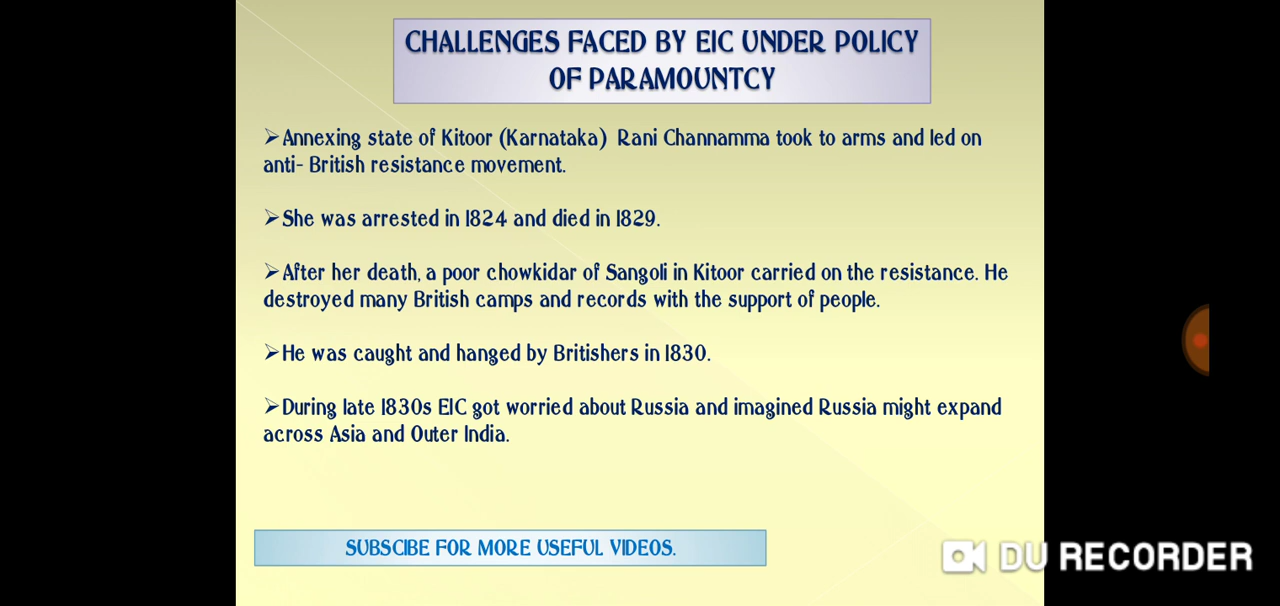 CHALLENGES FACED BY EIC UNDER POLICY
OF PARAMOUNTCY
➢Annexing state of Kitoor (Karnataka) Rani Channamma took to arms and led on
anti- British resistance movement.
➢She was arrested in 1824 and died in 1829.
➢After her death, a poor chowkidar of Sangoli in Kitoor carried on the resistance. He
destroyed many British camps and records with the support of people.
➢He was caught and hanged by Britishers in 1830.
➢During late 1830s EIC got worried about Russia and imagined Russia might expand
across Asia and Outer India.
SUBSCIBE FOR MORE USEFUL VIDEOS.
DU RECORDER